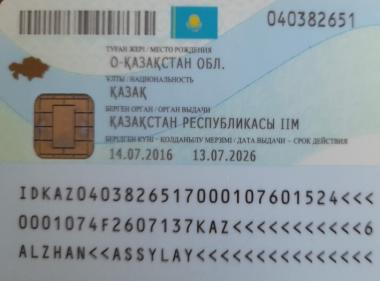 040382651
ТУҒАН ЖЕРІ / МЕСТО РОЖДЕНИЯ
О-ҚАЗАҚСТАН ОБЛ.
ҰЛТЫ / НАЦИОНАЛЬНОСТЬ
ҚАЗАҚ
БЕРГЕН ОРГАН / ОРГАН ВЫДАЧИ
ҚАЗАҚСТАН РЕСПУБЛИКАСЫ ІІМ
БЕРІЛГЕН КҮНІ - ҚОЛДАНЫЛУ МЕРЗІМІ / ДАТА ВЫДАЧИ - СРОК ДЕЙСТВИЯ
14.07.2016 13.07.2026
IDKAZ0403826517000107601524<<<
0001074F2607137KAZ<<<<<<<<<<<6
ALZHAN<<ASSYLAY<<<<<<<<<<<<<<<